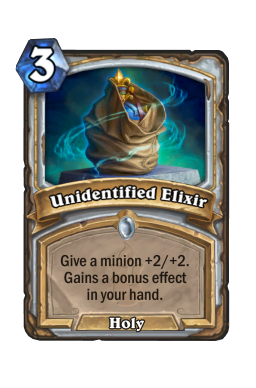 3
Unidentified Elixir
Give a minion +2/+2.
Gains a bonus effect
in your hand.
Holy